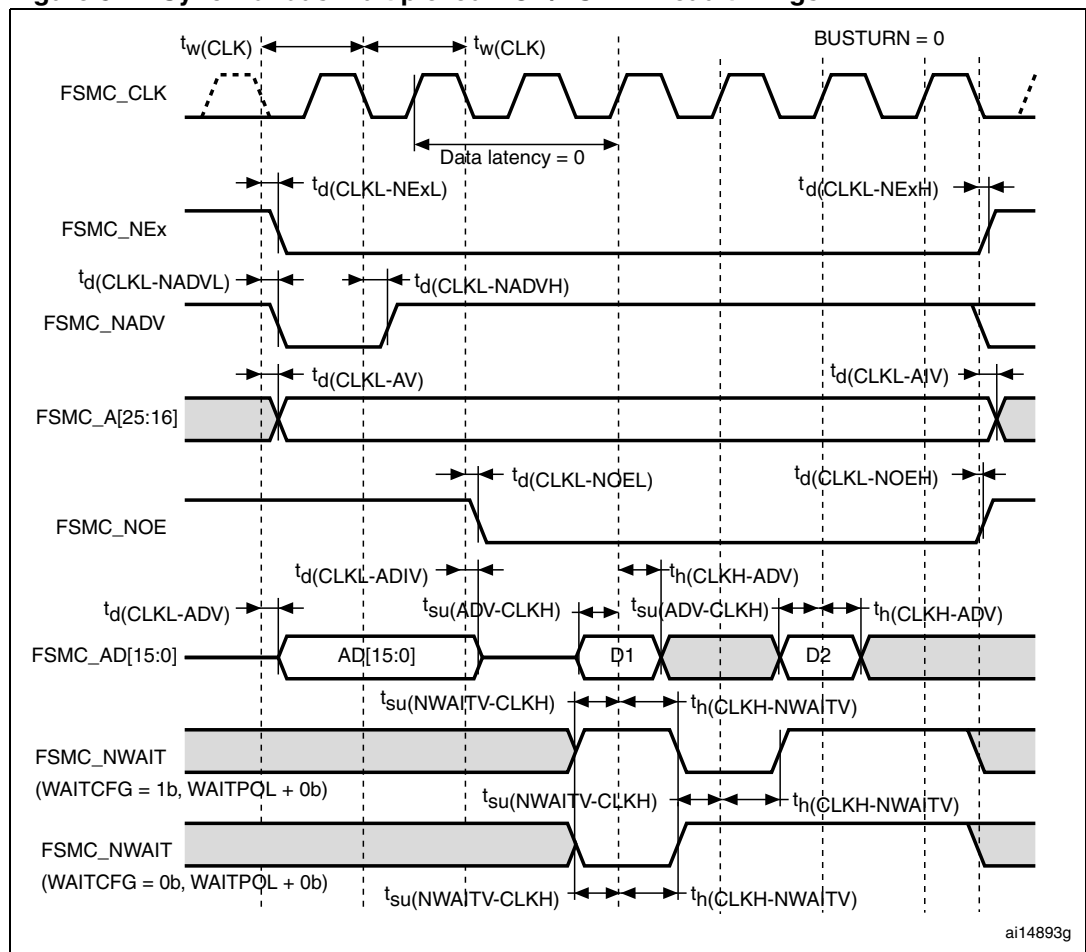 tw(CLK) tw(CLK) BUSTURN = 0
FSMC_CLK
Data latency = 0
td(CLKL-NExL) td(CLKL-NExH)
FSMC_NEx
td(CLKL-NADVL) td(CLKL-NADVH)
FSMC_NADV
td(CLKL-AV) td(CLKL-AIV)
FSMC_A[25:16]
td(CLKL-NOEL) td(CLKL-NOEH)
FSMC_NOE
td(CLKL-ADIV) th(CLKH-ADV)
td(CLKL-ADV) tsu(ADV-CLKH) tsu(ADV-CLKH) th(CLKH-ADV)
FSMC_AD[15:0] AD[15:0] D1 D2
tsu(NWAITV-CLKH) th(CLKH-NWAITV)
FSMC_NWAIT
(WAITCFG = 1b, WAITPOL + 0b)
tsu(NWAITV-CLKH) th(CLKH-NWAITV)
FSMC_NWAIT
(WAITCFG = 0b, WAITPOL + 0b)
tsu(NWAITV-CLKH) th(CLKH-NWAITV)
ai14893g